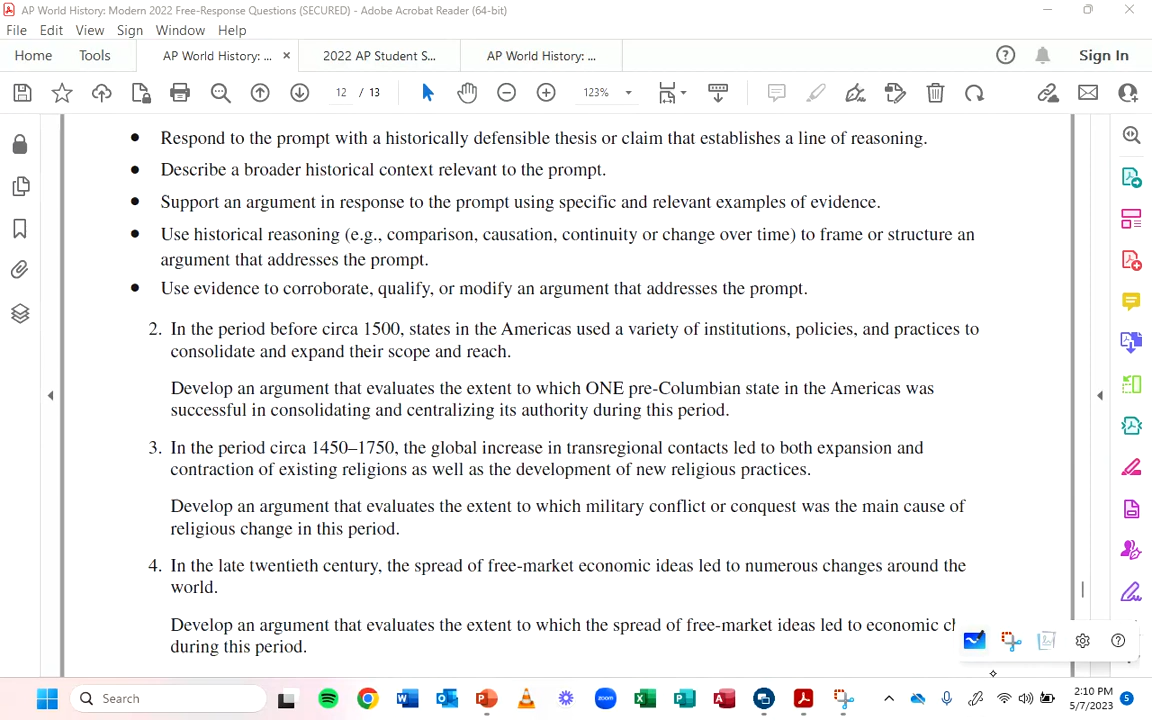 AP World History: Modern 2022 Free-Response Questions (SECURED) - Adobe Acrobat Reader (64-bit)
File Edit View Sign Window Help
Home Tools AP World History: ... × 2022 AP Student S... AP World History: ... Sign In
12 / 13 123%
• Respond to the prompt with a historically defensible thesis or claim that establishes a line of reasoning.
• Describe a broader historical context relevant to the prompt.
• Support an argument in response to the prompt using specific and relevant examples of evidence.
• Use historical reasoning (e.g., comparison, causation, continuity or change over time) to frame or structure an
argument that addresses the prompt.
• Use evidence to corroborate, qualify, or modify an argument that addresses the prompt.
2. In the period before circa 1500, states in the Americas used a variety of institutions, policies, and practices to
consolidate and expand their scope and reach.
Develop an argument that evaluates the extent to which ONE pre-Columbian state in the Americas was
successful in consolidating and centralizing its authority during this period.
3. In the period circa 1450–1750, the global increase in transregional contacts led to both expansion and
contraction of existing religions as well as the development of new religious practices.
Develop an argument that evaluates the extent to which military conflict or conquest was the main cause of
religious change in this period.
4. In the late twentieth century, the spread of free-market economic ideas led to numerous changes around the
world.
Develop an argument that evaluates the extent to which the spread of free-market ideas led to economic
during this period.
Search
zoom
2:10 PM
5/7/2023
5